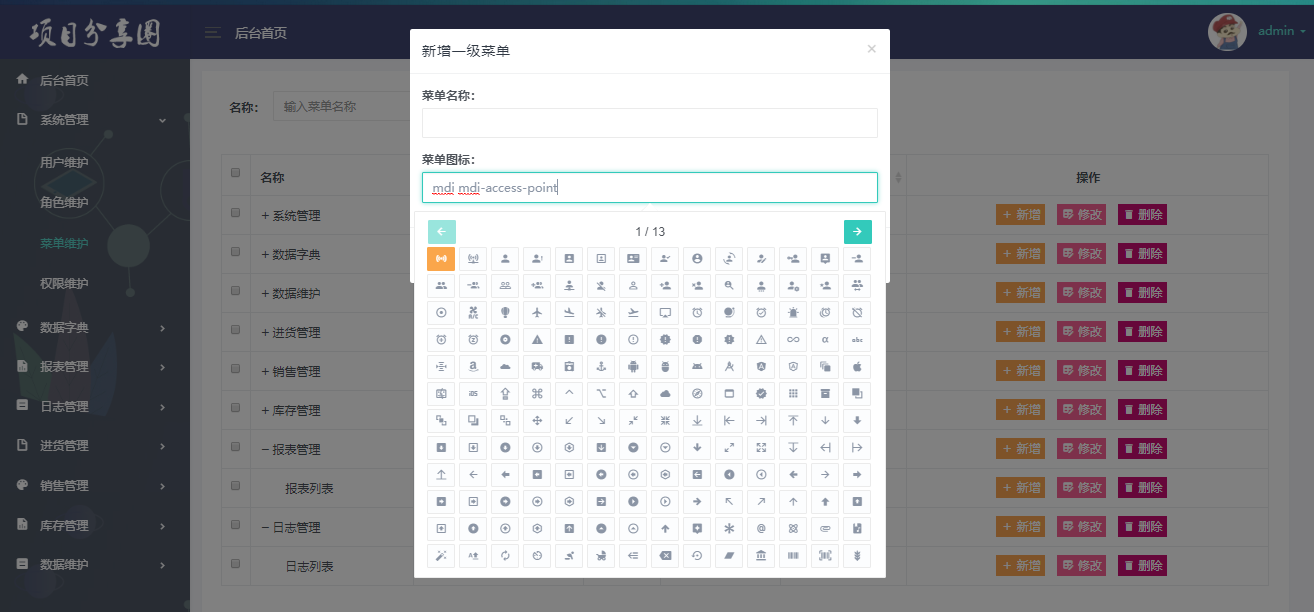 项目分享圈
后台首页
admin
后台首页
系统管理
用户维护
角色维护
菜单维护
权限维护
数据字典
报表管理
日志管理
进货管理
销售管理
库存管理
数据维护
名称：
输入菜单名称
名称
操作
+ 系统管理
+ 新增 修改 删除
+ 数据字典
+ 新增 修改 删除
+ 数据维护
+ 新增 修改 删除
+ 进货管理
+ 新增 修改 删除
+ 销售管理
+ 新增 修改 删除
+ 库存管理
+ 新增 修改 删除
− 报表管理
+ 新增 修改 删除
报表列表
+ 新增 修改 删除
− 日志管理
+ 新增 修改 删除
日志列表
+ 新增 修改 删除
新增一级菜单
×
菜单名称：
菜单图标：
mdi mdi-access-point
1 / 13